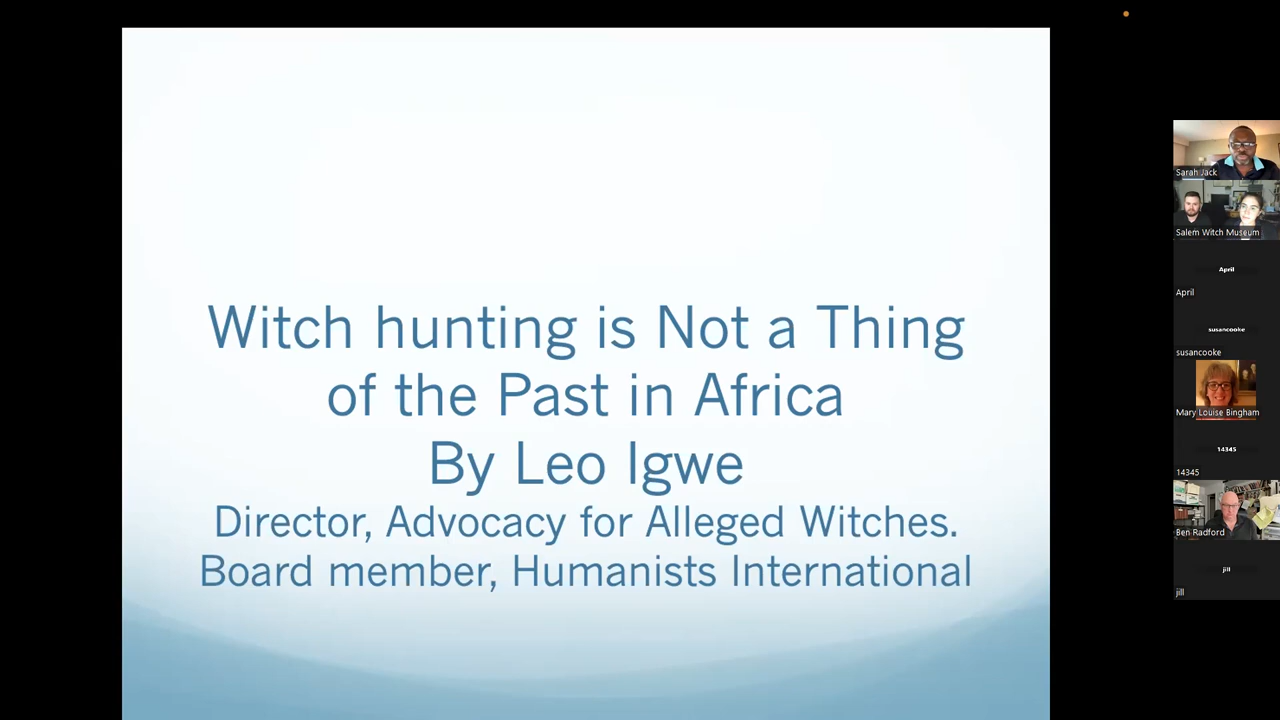 Witch hunting is Not a Thing
of the Past in Africa
By Leo Igwe
Director, Advocacy for Alleged Witches.
Board member, Humanists International
Sarah Jack
Salem Witch Museum
April
April
susancooke
susancooke
Mary Louise Bingham
14345
14345
Ben Radford
jill
jill